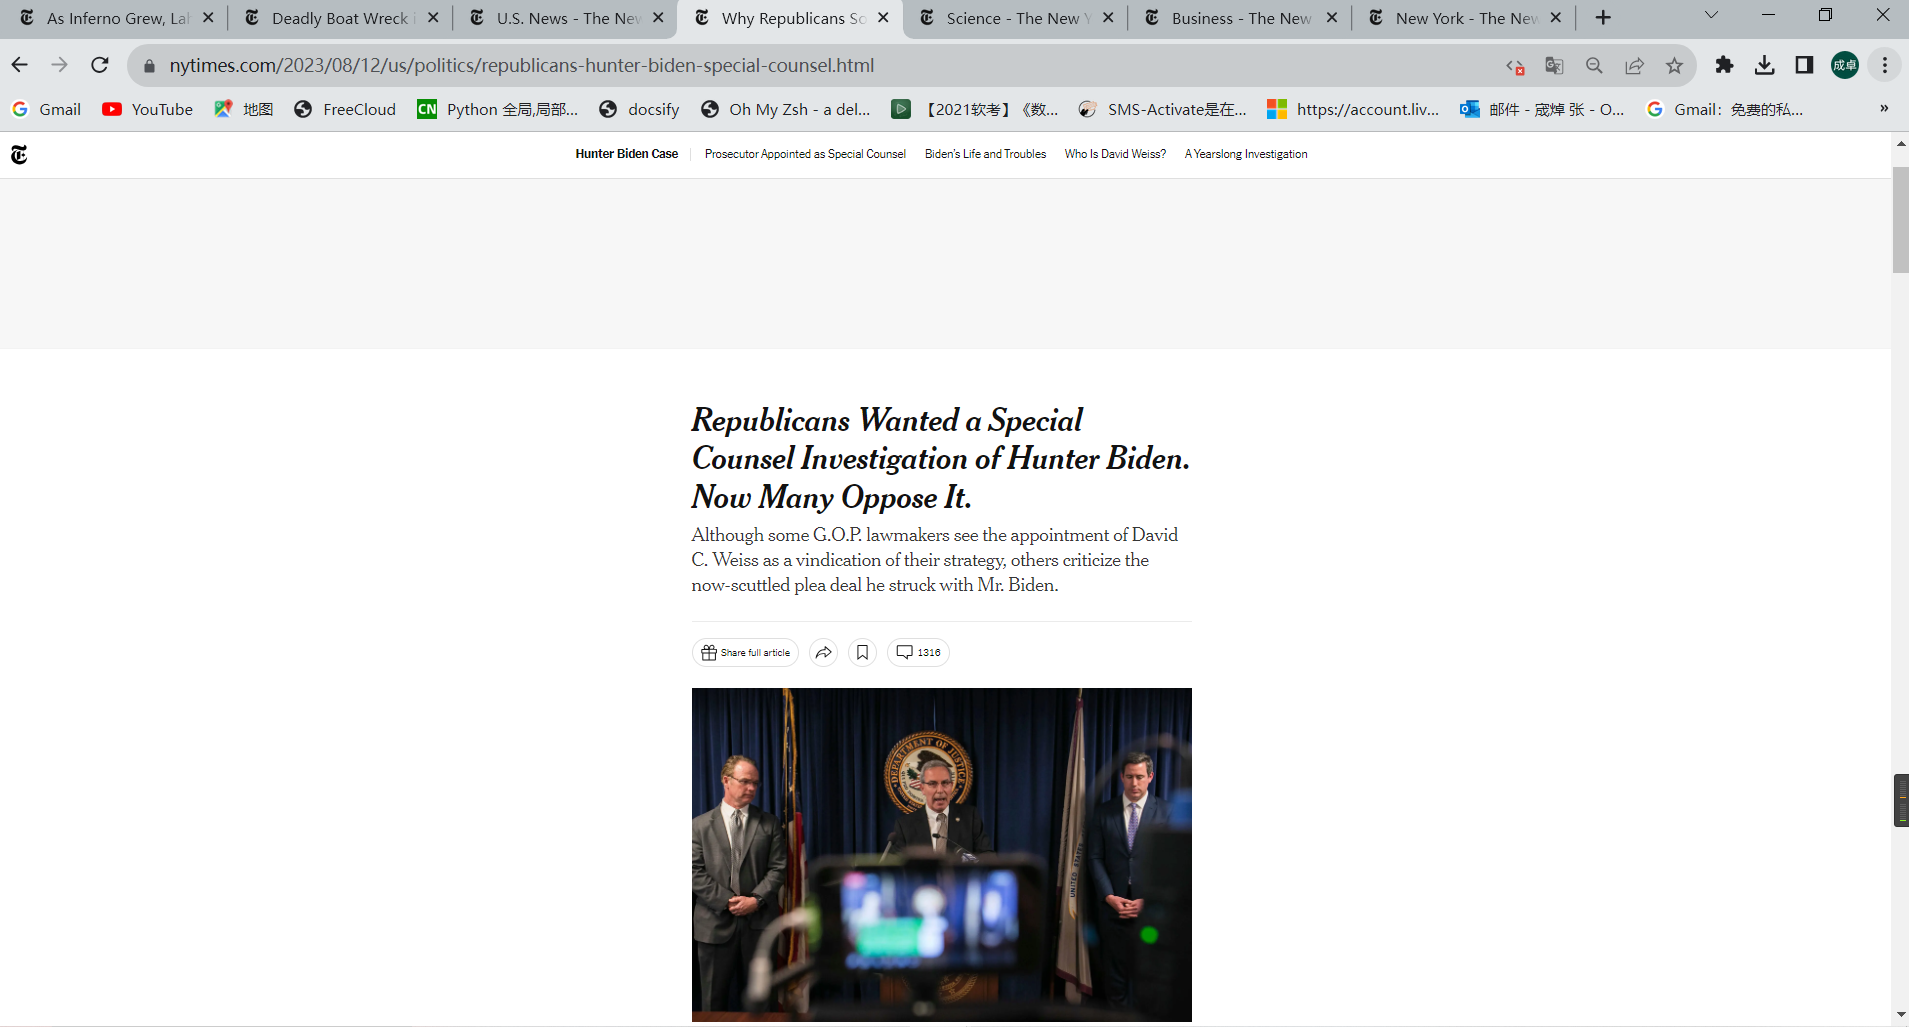 As Inferno Grew, Lah
Deadly Boat Wreck i
U.S. News - The New
Why Republicans So
Science - The New Y
Business - The New
New York - The New
nytimes.com/2023/08/12/us/politics/republicans-hunter-biden-special-counsel.html
成卓
Gmail
YouTube
地图
FreeCloud
CN Python 全局,局部...
docsify
Oh My Zsh - a del...
【2021软考】《数...
SMS-Activate是在...
https://account.liv...
邮件 - 宬焯 张 - O...
Gmail：免费的私...
»
Hunter Biden Case
Prosecutor Appointed as Special Counsel
Biden's Life and Troubles
Who Is David Weiss?
A Yearslong Investigation
Republicans Wanted a Special
Counsel Investigation of Hunter Biden.
Now Many Oppose It.
Although some G.O.P. lawmakers see the appointment of David
C. Weiss as a vindication of their strategy, others criticize the
now-scuttled plea deal he struck with Mr. Biden.
Share full article
1316
DEPARTMENT OF JUSTICE
UNITED STATES